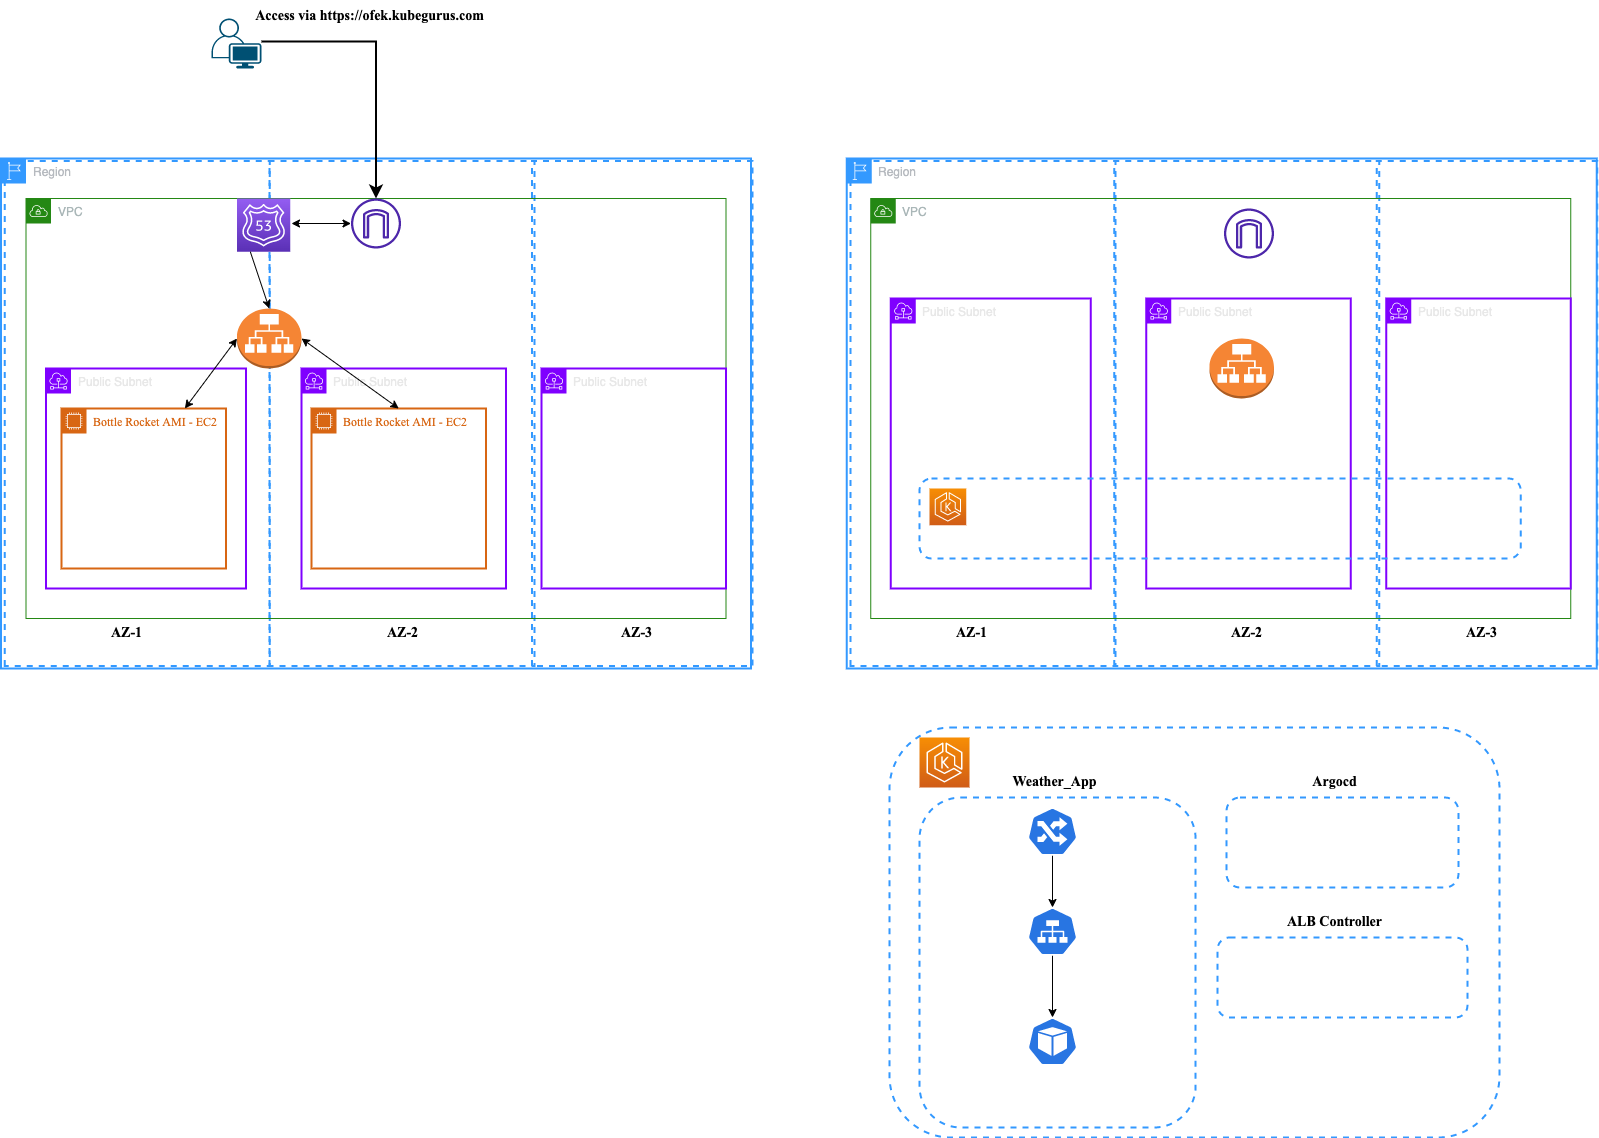 Access via https://ofek.kubegurus.com
Region
VPC
53
Public Subnet
Public Subnet
Public Subnet
Bottle Rocket AMI - EC2
Bottle Rocket AMI - EC2
AZ-1
AZ-2
AZ-3
Region
VPC
Public Subnet
Public Subnet
Public Subnet
K
AZ-1
AZ-2
AZ-3
K
Weather_App
Argocd
ALB Controller